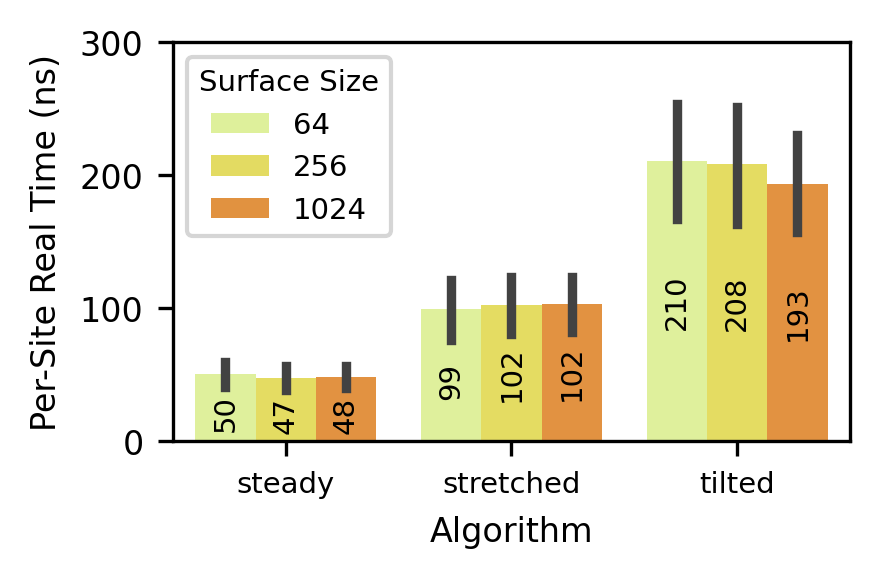 300
200
100
0
Per-Site Real Time (ns)
Surface Size
64
256
1024
50
47
48
99
102
102
210
208
193
steady
stretched
tilted
Algorithm